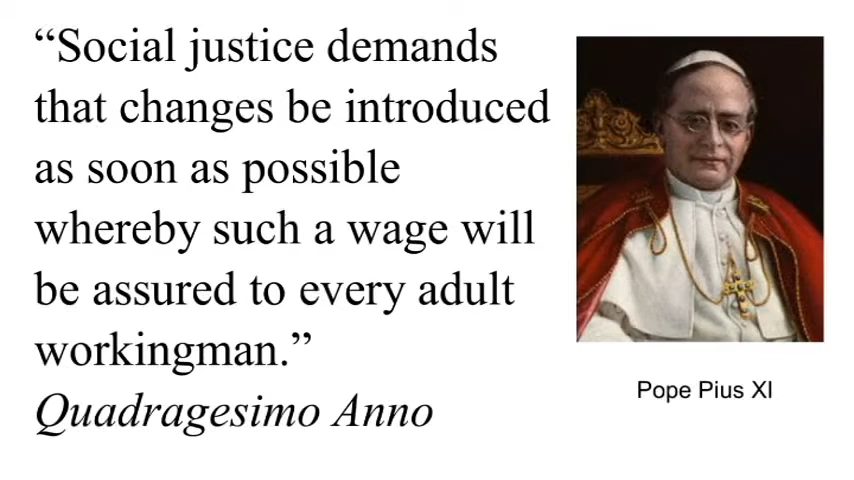 “Social justice demands
that changes be introduced
as soon as possible
whereby such a wage will
be assured to every adult
workingman.”
Quadragesimo Anno
Pope Pius XI